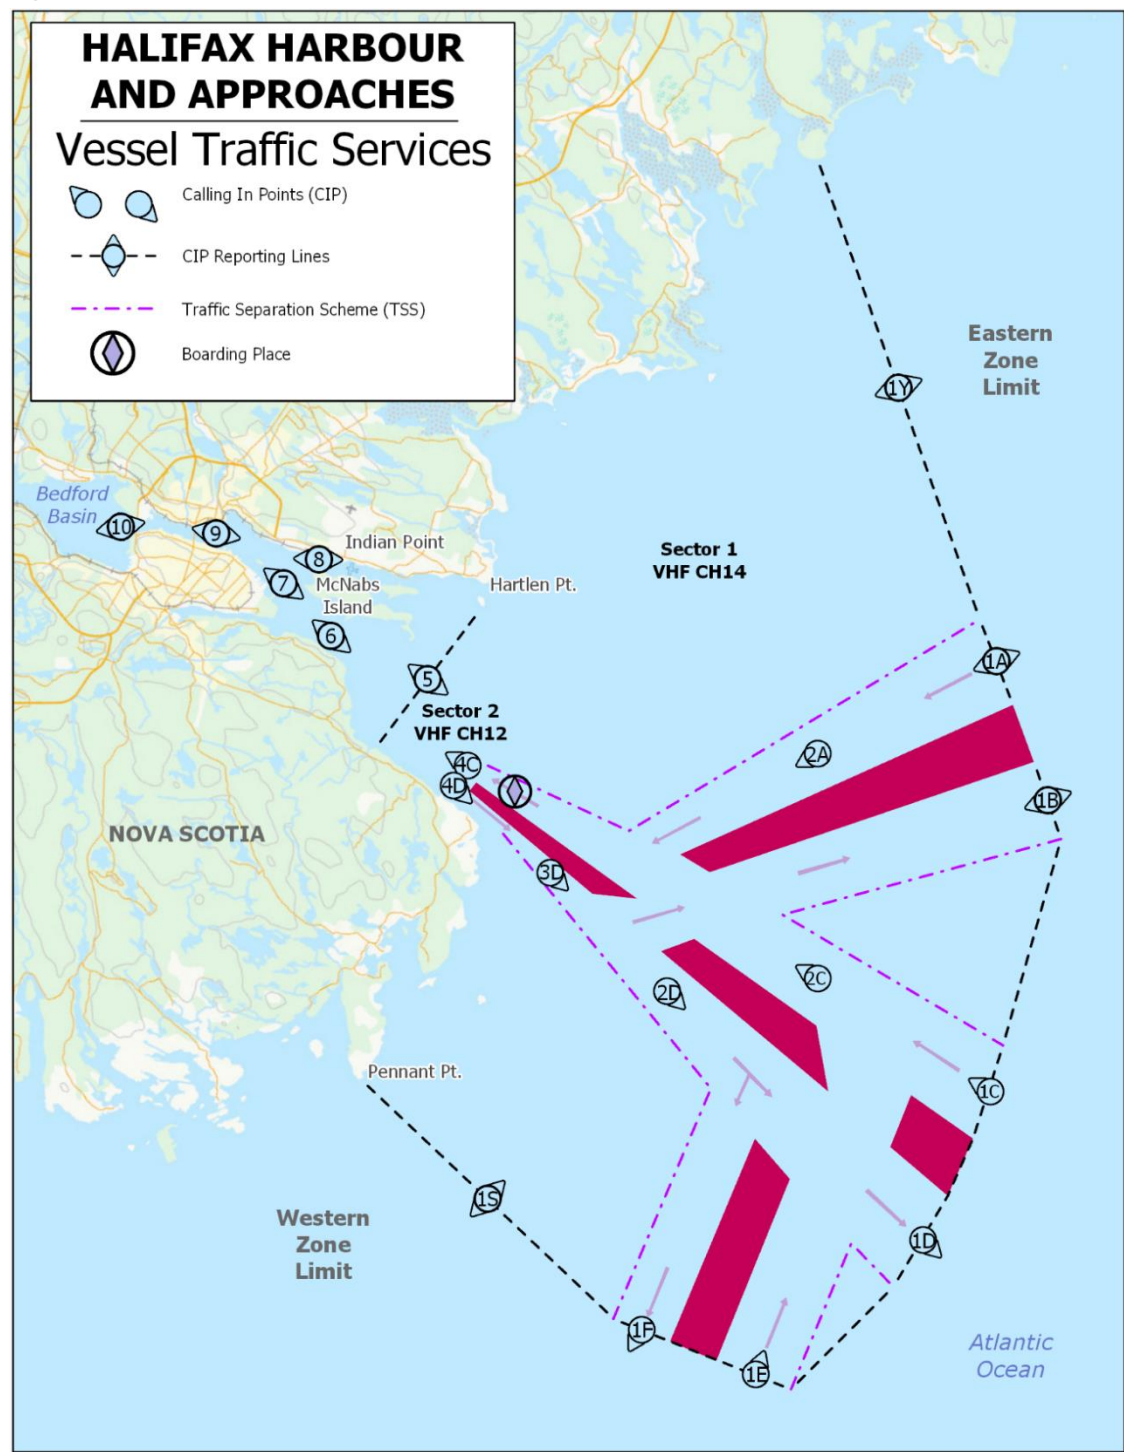 HALIFAX HARBOUR
AND APPROACHES
Vessel Traffic Services
Calling In Points (CIP)
CIP Reporting Lines
Traffic Separation Scheme (TSS)
Boarding Place
Eastern
Zone
Limit
1Y
Bedford
Basin
10
9
8
Indian Point
7
McNabs
Island
Hartlen Pt.
Sector 1
VHF CH14
6
5
1A
Sector 2
VHF CH12
4C
4D
2A
1B
NOVA SCOTIA
3D
2D
2C
Pennant Pt.
1C
1S
Western
Zone
Limit
1D
1F
1E
Atlantic
Ocean